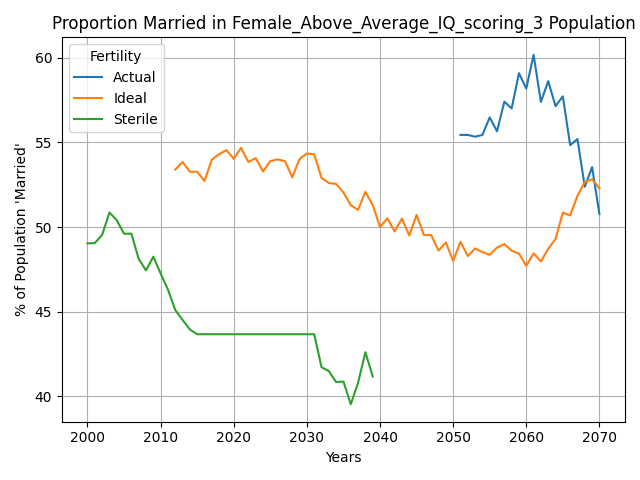 Proportion Married in Female_Above_Average_IQ_scoring_3 Population
Fertility
Actual
Ideal
Sterile
% of Population 'Married'
60
55
50
45
40
2000 2010 2020 2030 2040 2050 2060 2070
Years